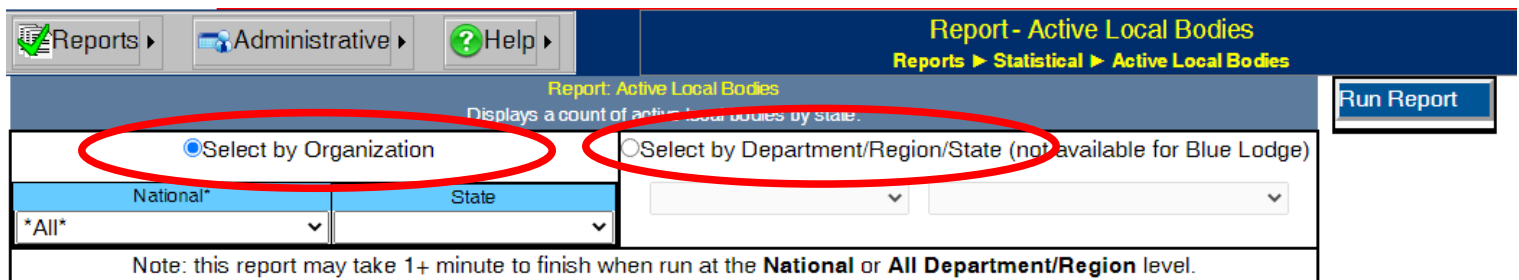 Reports ▸ Administrative ▸ Help ▸
Report - Active Local Bodies
Reports ► Statistical ► Active Local Bodies
Report: Active Local Bodies
Displays a count of active local bodies by state.
Run Report
Select by Organization
Select by Department/Region/State (not available for Blue Lodge)
National* State
*All*
Note: this report may take 1+ minute to finish when run at the National or All Department/Region level.